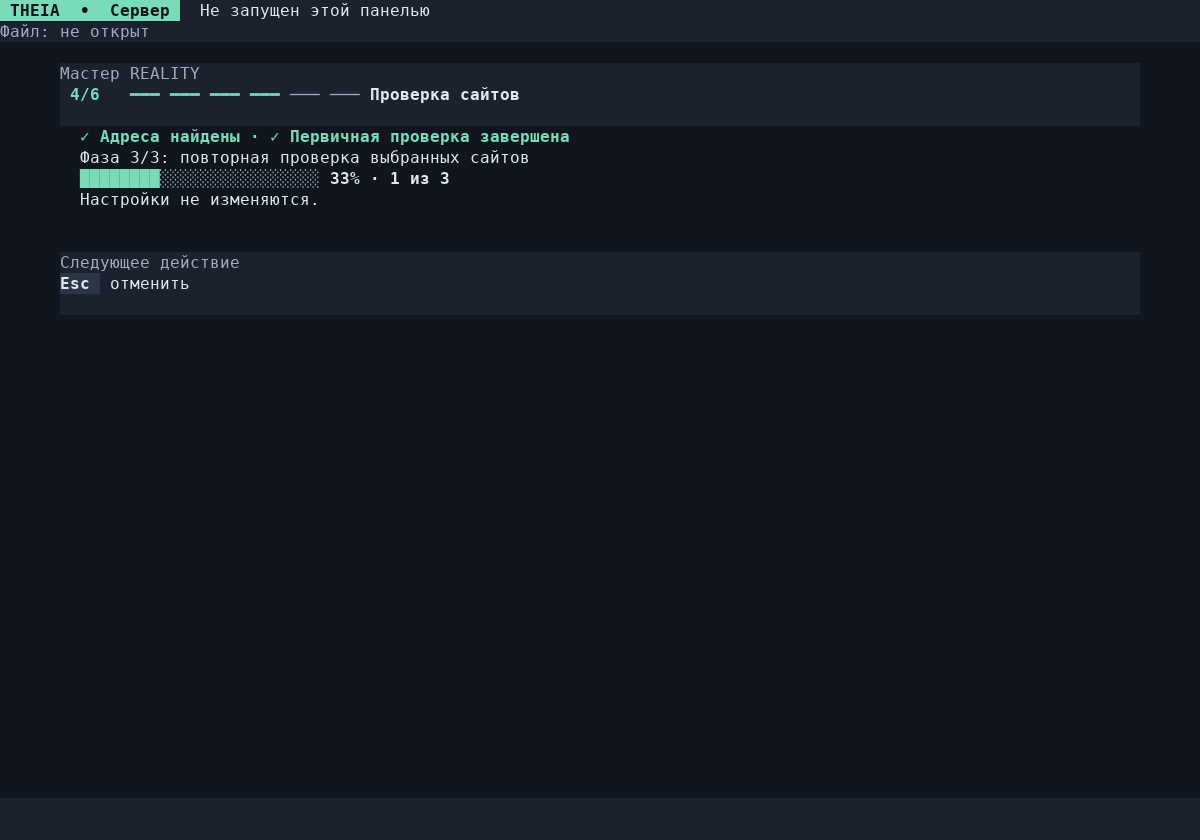 THEIA • Сервер Не запущен этой панелью
Файл: не открыт
Мастер REALITY
4/6 ━━━ ━━━ ━━━ ━━━ ─── ─── Проверка сайтов
✓ Адреса найдены · ✓ Первичная проверка завершена
Фаза 3/3: повторная проверка выбранных сайтов
████████░░░░░░░░░░░░░░░░ 33% · 1 из 3
Настройки не изменяются.
Следующее действие
Esc отменить